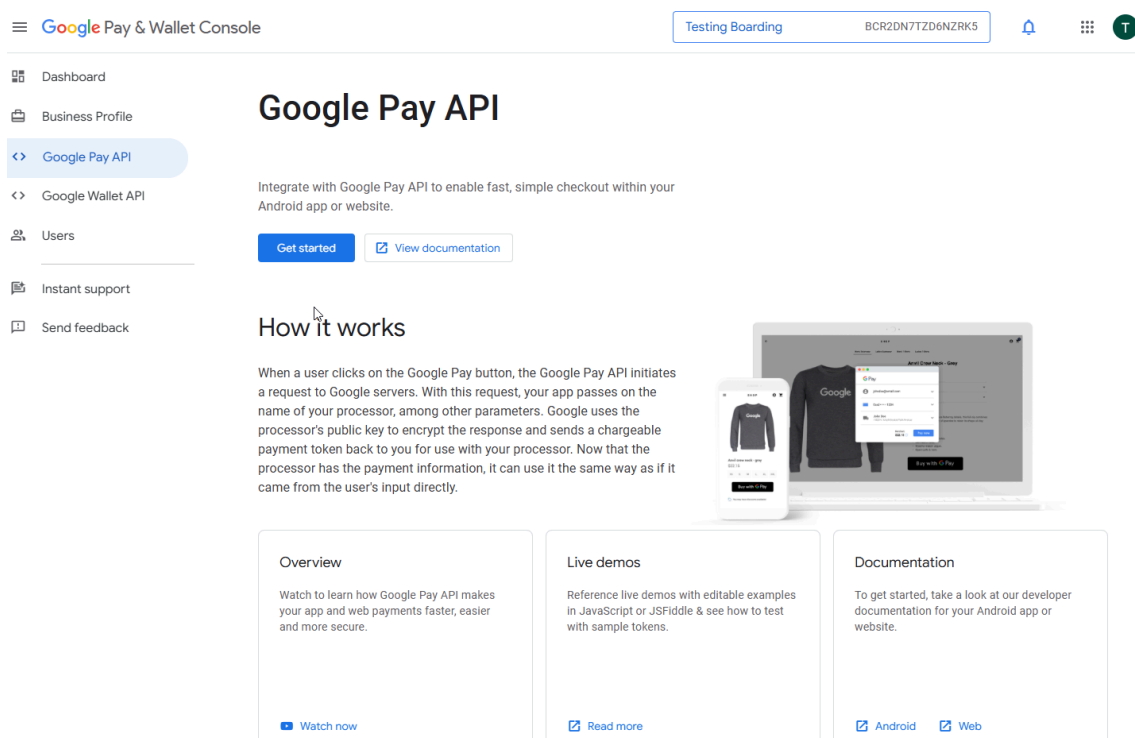 Google Pay & Wallet Console
Testing Boarding BCR2DN7TZD6NZRK5
T
Dashboard
Business Profile
Google Pay API
Google Wallet API
Users
Instant support
Send feedback
Google Pay API
Integrate with Google Pay API to enable fast, simple checkout within your
Android app or website.
Get started
View documentation
How it works
When a user clicks on the Google Pay button, the Google Pay API initiates
a request to Google servers. With this request, your app passes on the
name of your processor, among other parameters. Google uses the
processor's public key to encrypt the response and sends a chargeable
payment token back to you for use with your processor. Now that the
processor has the payment information, it can use it the same way as if it
came from the user's input directly.
Google
G Pay
Buy with G Pay
Google
Buy with G Pay
Overview
Watch to learn how Google Pay API makes
your app and web payments faster, easier
and more secure.
Watch now
Live demos
Reference live demos with editable examples
in JavaScript or JSFiddle & see how to test
with sample tokens.
Read more
Documentation
To get started, take a look at our developer
documentation for your Android app or
website.
Android
Web